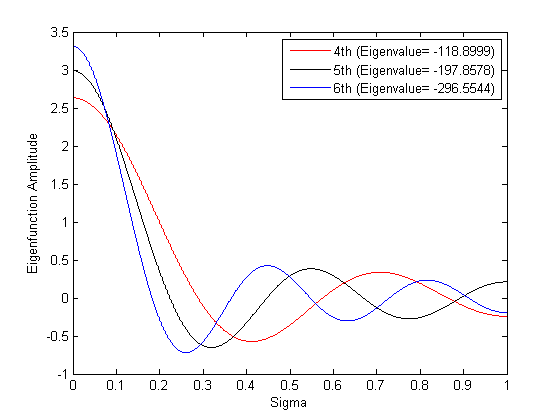 3.5
3
2.5
2
1.5
1
0.5
0
-0.5
-1
Eigenfunction Amplitude
4th (Eigenvalue= -118.8999)
5th (Eigenvalue= -197.8578)
6th (Eigenvalue= -296.5544)
0 0.1 0.2 0.3 0.4 0.5 0.6 0.7 0.8 0.9 1
Sigma